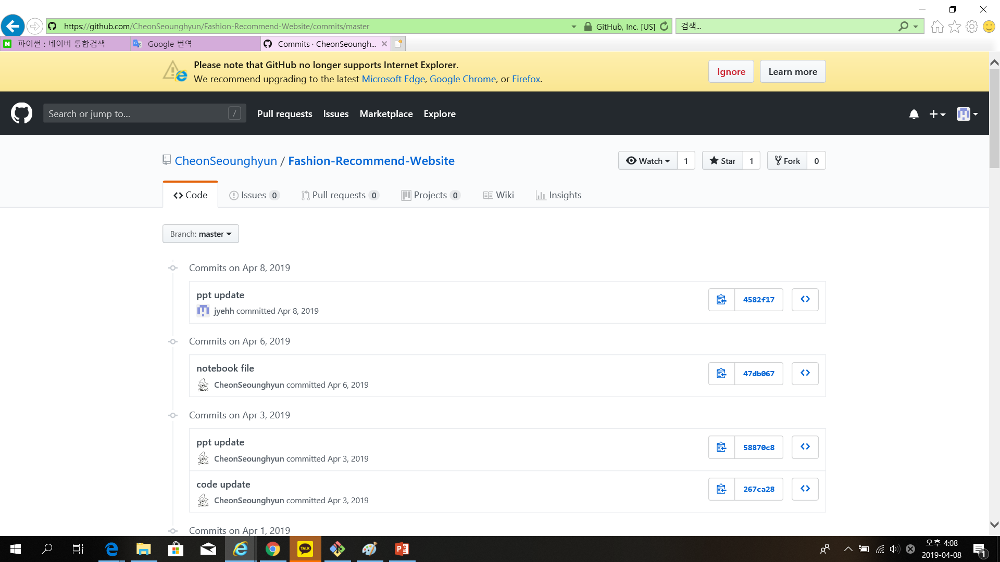 https://github.com/CheonSeounghyun/Fashion-Recommend-Website/commits/master
GitHub, Inc. [US]
검색...
파이썬 : 네이버 통합검색
Google 번역
Commits · CheonSeoungh...
Please note that GitHub no longer supports Internet Explorer.
We recommend upgrading to the latest Microsoft Edge, Google Chrome, or Firefox.
Ignore
Learn more
Search or jump to...
/
Pull requests
Issues
Marketplace
Explore
CheonSeounghyun / Fashion-Recommend-Website
Watch 1
Star 1
Fork 0
Code
Issues 0
Pull requests 0
Projects 0
Wiki
Insights
Branch: master
Commits on Apr 8, 2019
ppt update
4582f17
jyehh committed Apr 8, 2019
Commits on Apr 6, 2019
notebook file
47db067
CheonSeounghyun committed Apr 6, 2019
Commits on Apr 3, 2019
ppt update
58870c8
CheonSeounghyun committed Apr 3, 2019
code update
267ca28
CheonSeounghyun committed Apr 3, 2019
Commits on Apr 1, 2019
TALK
오후 4:08
2019-04-08
1